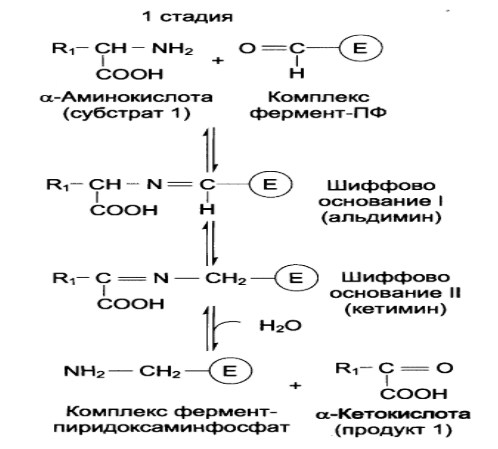 1 стадия
R₁–CH–NH₂ + O=CH–E
COOH H
α-Аминокислота
(субстрат 1)
Комплекс
фермент-ПФ
R₁–CH–N=C–E
COOH H
Шиффово
основание I
(альдимин)
R₁–C=N–CH₂–E
COOH
Шиффово
основание II
(кетимин)
H₂O
NH₂–CH₂–E + R₁–C=O
COOH
Комплекс фермент-
пиридоксаминфосфат
α-Кетокислота
(продукт 1)